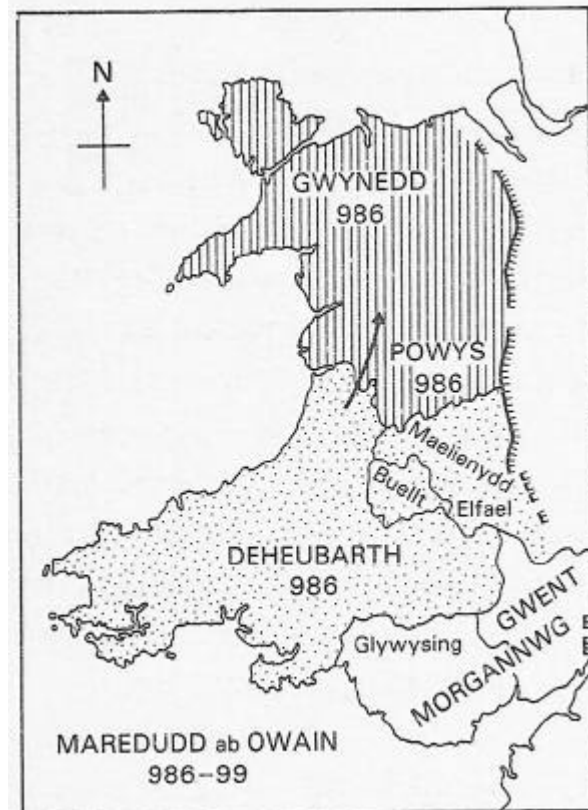 N
GWYNEDD
986
POWYS
986
Maelienydd
Buellt
Elfael
DEHEUBARTH
986
GWENT
Glywysing
MORGANNWG
MAREDUDD ab OWAIN
986–99